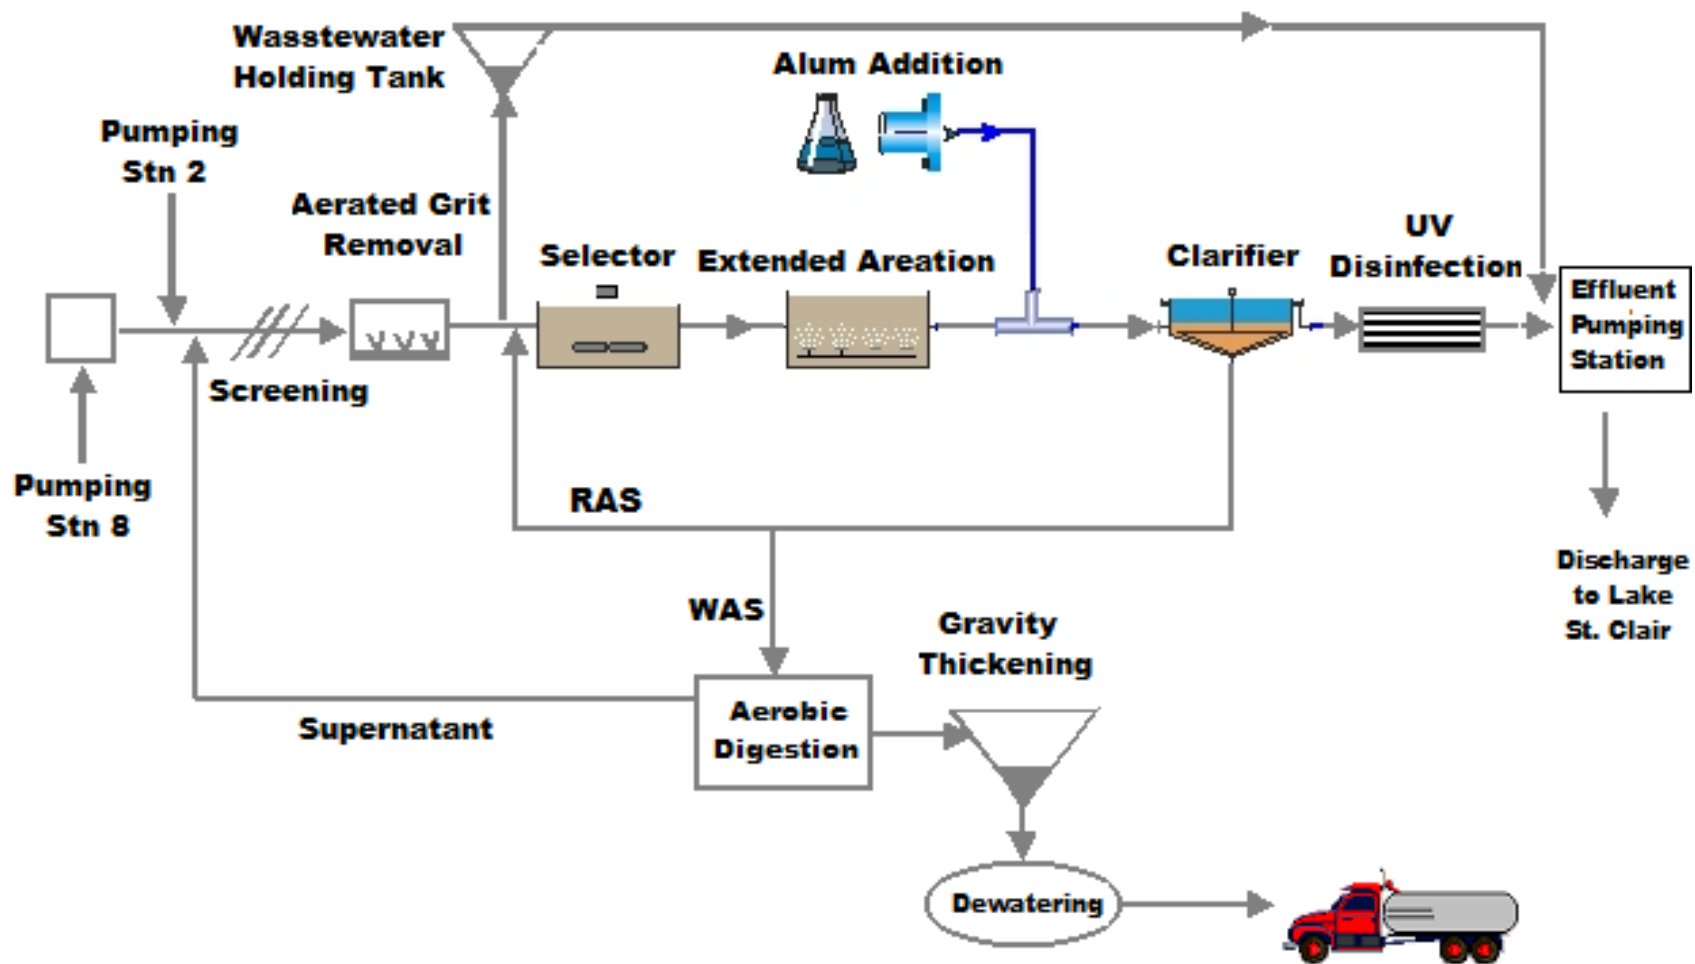 Wasstewater
Holding Tank
Alum Addition
Pumping
Stn 2
Aerated Grit
Removal
Selector
Extended Areation
Clarifier
UV
Disinfection
Effluent
Pumping
Station
Screening
Pumping
Stn 8
RAS
Discharge
to Lake
St. Clair
WAS
Gravity
Thickening
Supernatant
Aerobic
Digestion
Dewatering